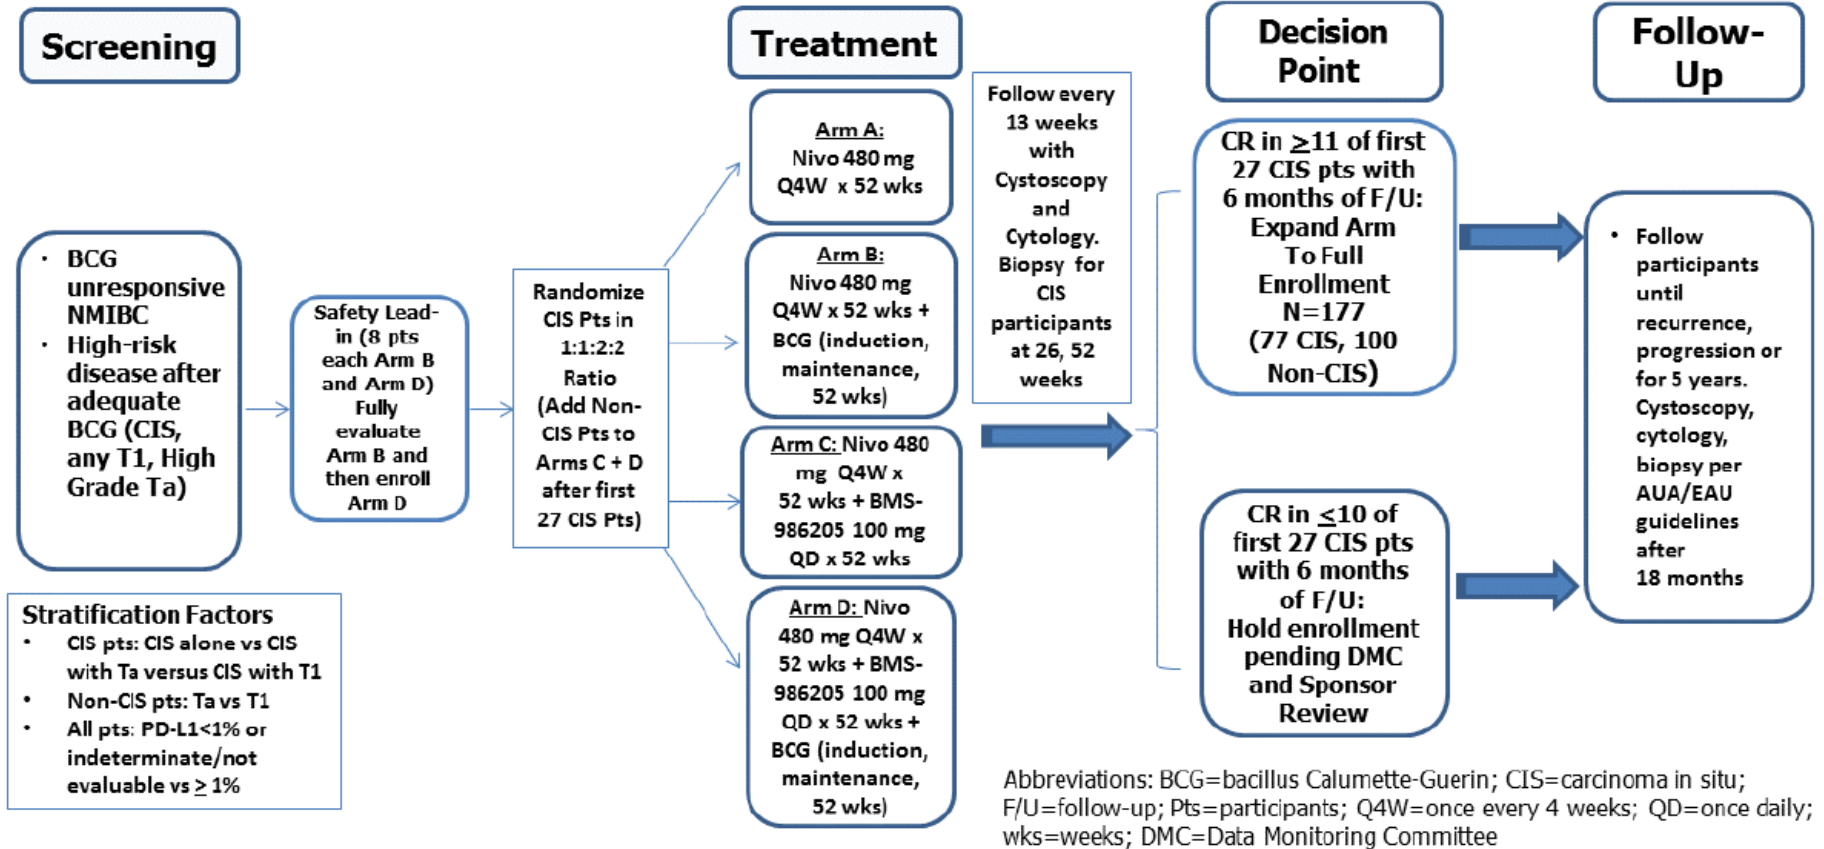 Screening
• BCG
unresponsive
NMIBC
• High-risk
disease after
adequate
BCG (CIS,
any T1, High
Grade Ta)
Stratification Factors
• CIS pts: CIS alone vs CIS
with Ta versus CIS with T1
• Non-CIS pts: Ta vs T1
• All pts: PD-L1<1% or
indeterminate/not
evaluable vs ≥ 1%
Safety Lead-
in (8 pts
each Arm B
and Arm D)
Fully
evaluate
Arm B and
then enroll
Arm D
Randomize
CIS Pts in
1:1:2:2
Ratio
(Add Non-
CIS Pts to
Arms C + D
after first
27 CIS Pts)
Treatment
Arm A:
Nivo 480 mg
Q4W x 52 wks
Arm B:
Nivo 480 mg
Q4W x 52 wks +
BCG (induction,
maintenance,
52 wks)
Arm C: Nivo 480
mg Q4W x
52 wks + BMS-
986205 100 mg
QD x 52 wks
Arm D: Nivo
480 mg Q4W x
52 wks + BMS-
986205 100 mg
QD x 52 wks +
BCG (induction,
maintenance,
52 wks)
Follow every
13 weeks
with
Cystoscopy
and
Cytology.
Biopsy for
CIS
participants
at 26, 52
weeks
Decision
Point
CR in ≥11 of first
27 CIS pts with
6 months of F/U:
Expand Arm
To Full
Enrollment
N=177
(77 CIS, 100
Non-CIS)
CR in ≤10 of
first 27 CIS pts
with 6 months
of F/U:
Hold enrollment
pending DMC
and Sponsor
Review
Follow-
Up
• Follow
participants
until
recurrence,
progression or
for 5 years.
Cystoscopy,
cytology,
biopsy per
AUA/EAU
guidelines
after
18 months
Abbreviations: BCG=bacillus Calumette-Guerin; CIS=carcinoma in situ;
F/U=follow-up; Pts=participants; Q4W=once every 4 weeks; QD=once daily;
wks=weeks; DMC=Data Monitoring Committee